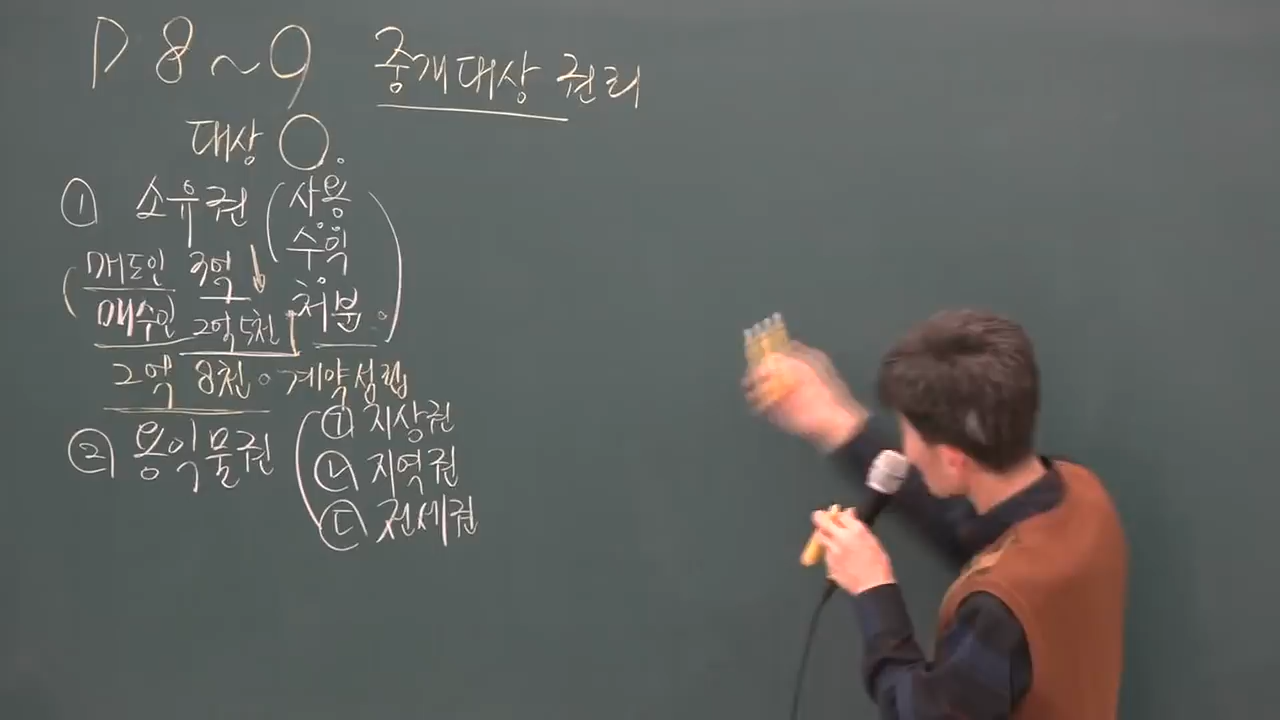 P 8~9 중개대상 권리
대상 O.
① 소유권 (사용
수익
처분.)
(매도인 3억 ↓
매수인 2억5천
2억 8천. 계약성립
② 용익물권
㉠ 지상권
㉡ 지역권
㉢ 전세권